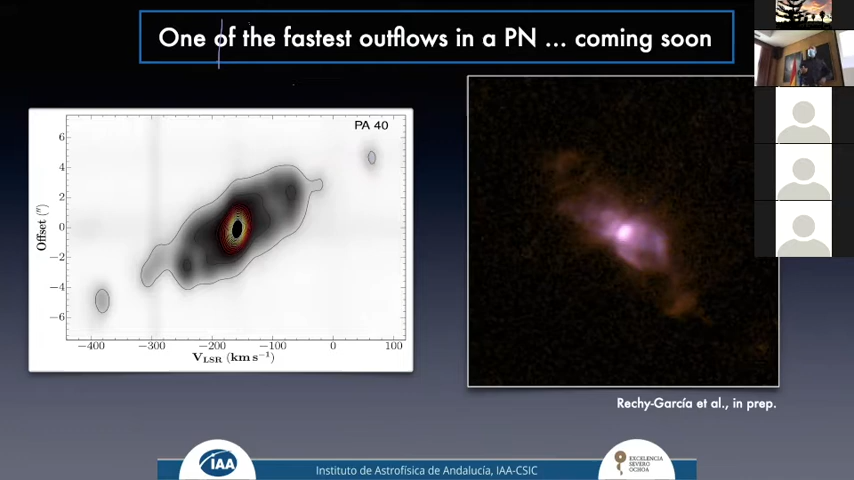 One of the fastest outflows in a PN ... coming soon
PA 40
6
4
2
0
−2
−4
−6
Offset (″)
−400 −300 −200 −100 0 100
V_LSR (km s⁻¹)
Rechy-García et al., in prep.
IAA
Instituto de Astrofísica de Andalucía, IAA-CSIC
EXCELENCIA
SEVERO
OCHOA